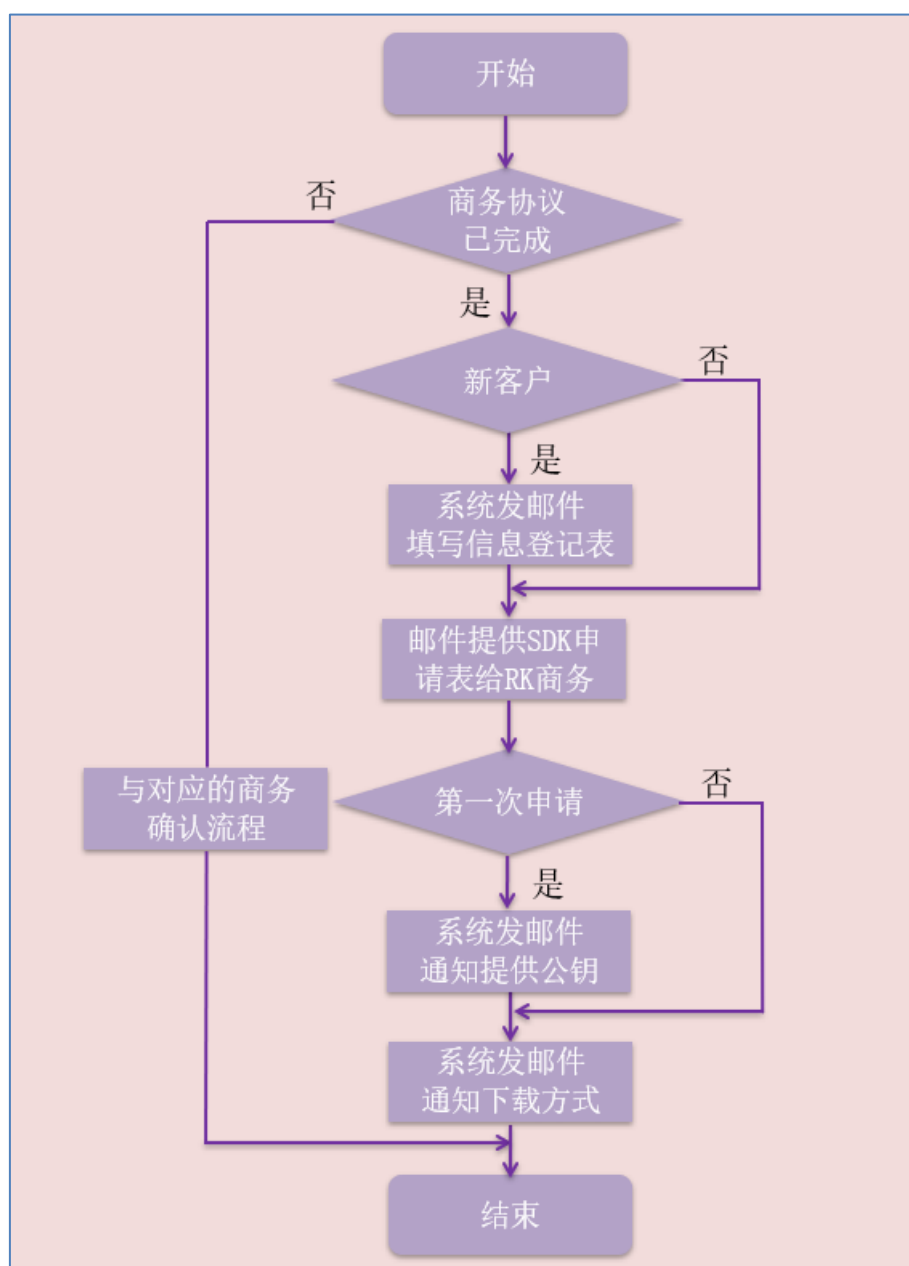 开始
否
商务协议
已完成
是
新客户
否
是
系统发邮件
填写信息登记表
邮件提供SDK申
请表给RK商务
与对应的商务
确认流程
第一次申请
否
是
系统发邮件
通知提供公钥
系统发邮件
通知下载方式
结束